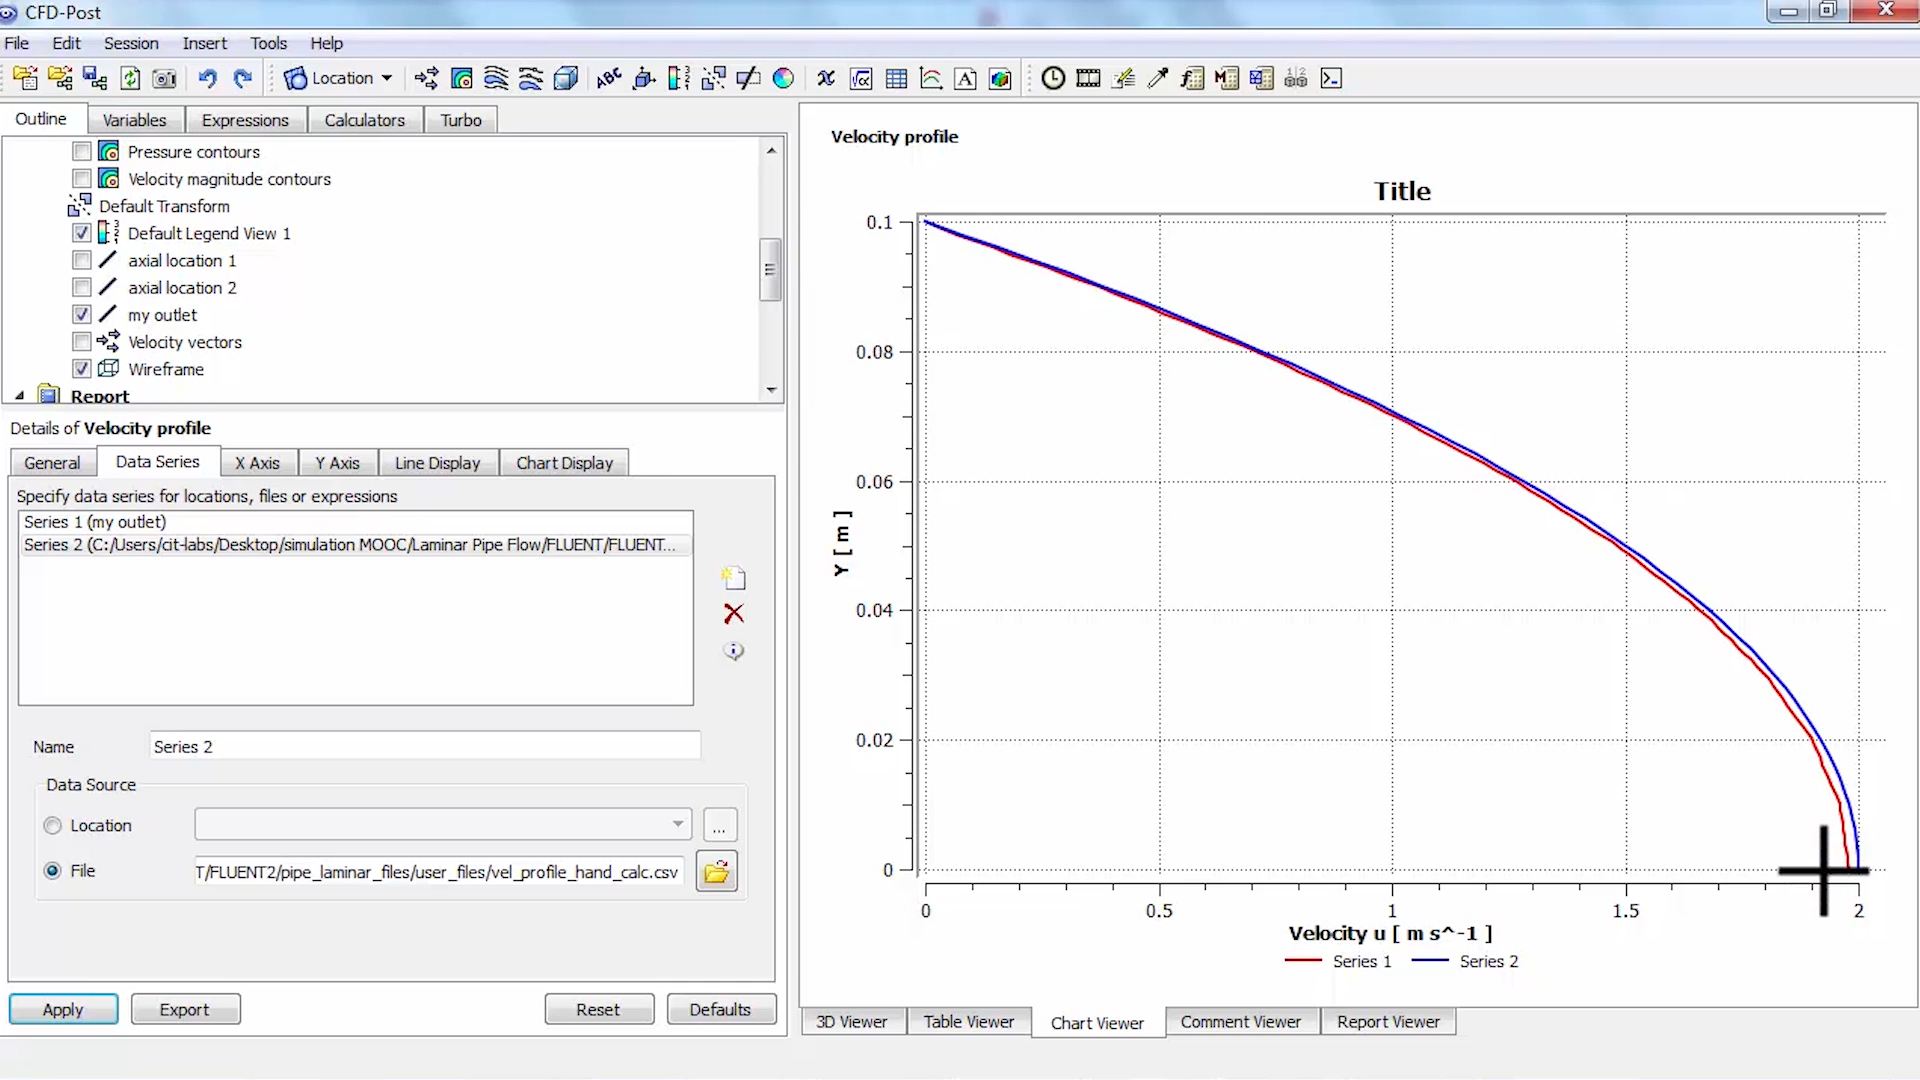 CFD-Post
File Edit Session Insert Tools Help
Location
Outline Variables Expressions Calculators Turbo
Pressure contours
Velocity magnitude contours
Default Transform
Default Legend View 1
axial location 1
axial location 2
my outlet
Velocity vectors
Wireframe
Report
Details of Velocity profile
General Data Series X Axis Y Axis Line Display Chart Display
Specify data series for locations, files or expressions
Series 1 (my outlet)
Series 2 (C:/Users/cit-labs/Desktop/simulation MOOC/Laminar Pipe Flow/FLUENT/FLUENT...
Name Series 2
Data Source
Location ...
File T/FLUENT2/pipe_laminar_files/user_files/vel_profile_hand_calc.csv
Apply Export Reset Defaults
Velocity profile
Title
0.1
0.08
0.06
0.04
0.02
0
Y [ m ]
0 0.5 1 1.5 2
Velocity u [ m s^-1 ]
Series 1 Series 2
3D Viewer Table Viewer Chart Viewer Comment Viewer Report Viewer